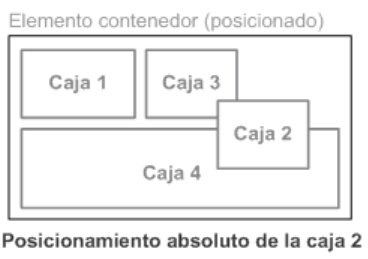 Elemento contenedor (posicionado)
Caja 1
Caja 3
Caja 2
Caja 4
Posicionamiento absoluto de la caja 2